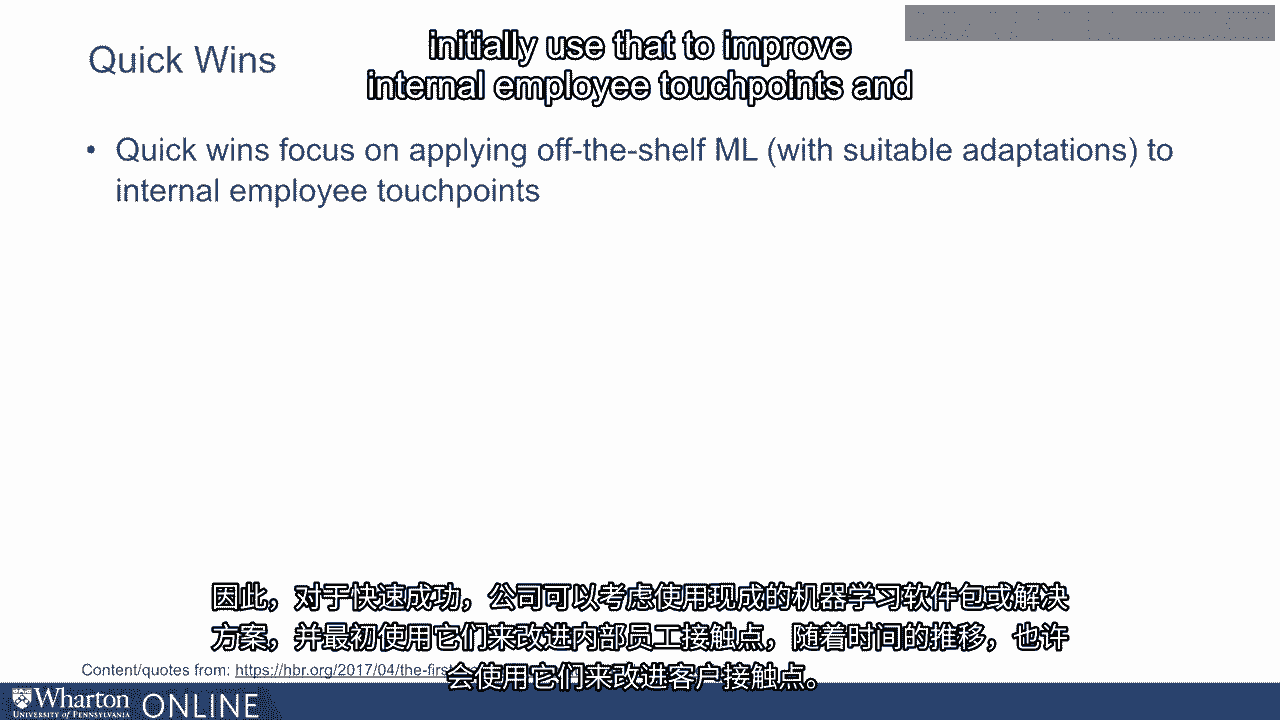 initially use that to improve
internal employee touchpoints and
Quick Wins
• Quick wins focus on applying off-the-shelf ML (with suitable adaptations) to
internal employee touchpoints
因此，对于快速成功，公司可以考虑使用现成的机器学习软件包或解决
方案，并最初使用它们来改进内部员工接触点，随着时间的推移，也许
会使用它们来改进客户接触点。
Content/quotes from: https://hbr.org/2017/04/the-first
Wharton
UNIVERSITY of PENNSYLVANIA
ONLINE